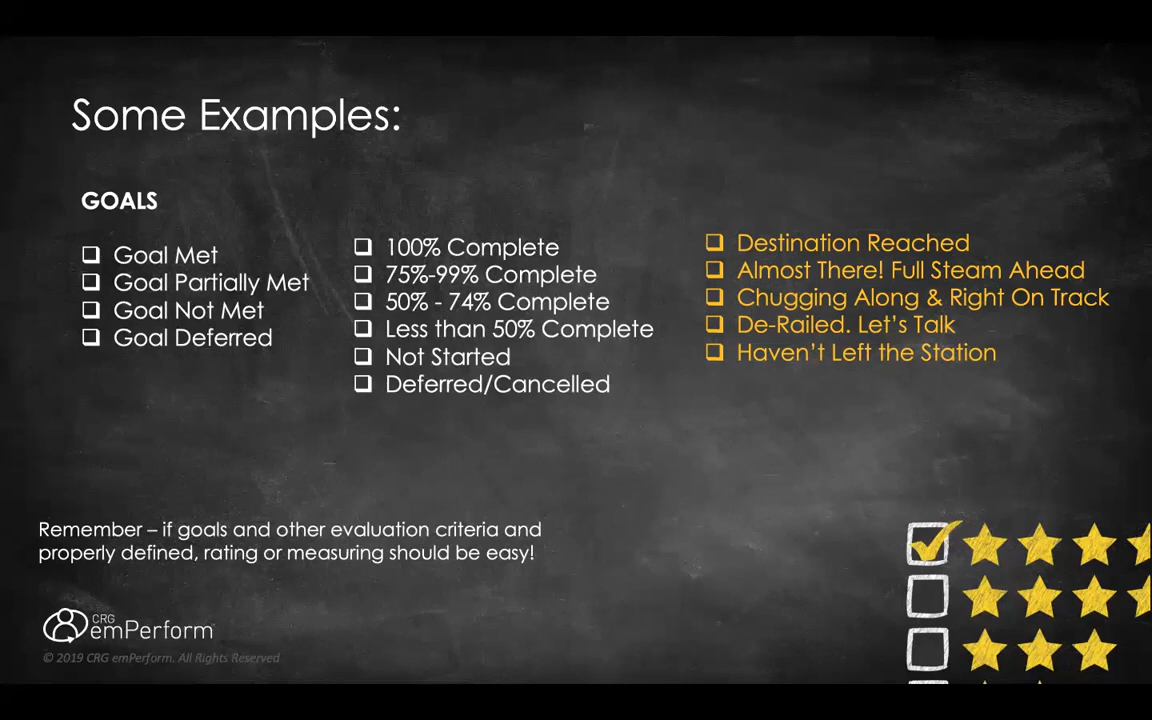 Some Examples:
GOALS
❑ Goal Met
❑ Goal Partially Met
❑ Goal Not Met
❑ Goal Deferred
❑ 100% Complete
❑ 75%-99% Complete
❑ 50% - 74% Complete
❑ Less than 50% Complete
❑ Not Started
❑ Deferred/Cancelled
❑ Destination Reached
❑ Almost There! Full Steam Ahead
❑ Chugging Along & Right On Track
❑ De-Railed. Let’s Talk
❑ Haven’t Left the Station
Remember – if goals and other evaluation criteria and
properly defined, rating or measuring should be easy!
CRG
emPerform
© 2019 CRG emPerform. All Rights Reserved